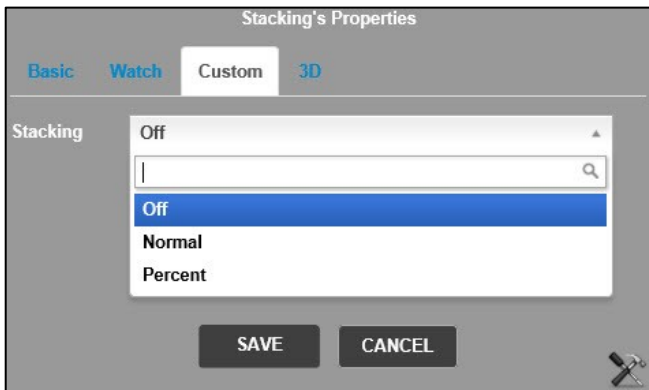 Stacking's Properties
Basic Watch Custom 3D
Stacking Off
Off
Normal
Percent
SAVE CANCEL